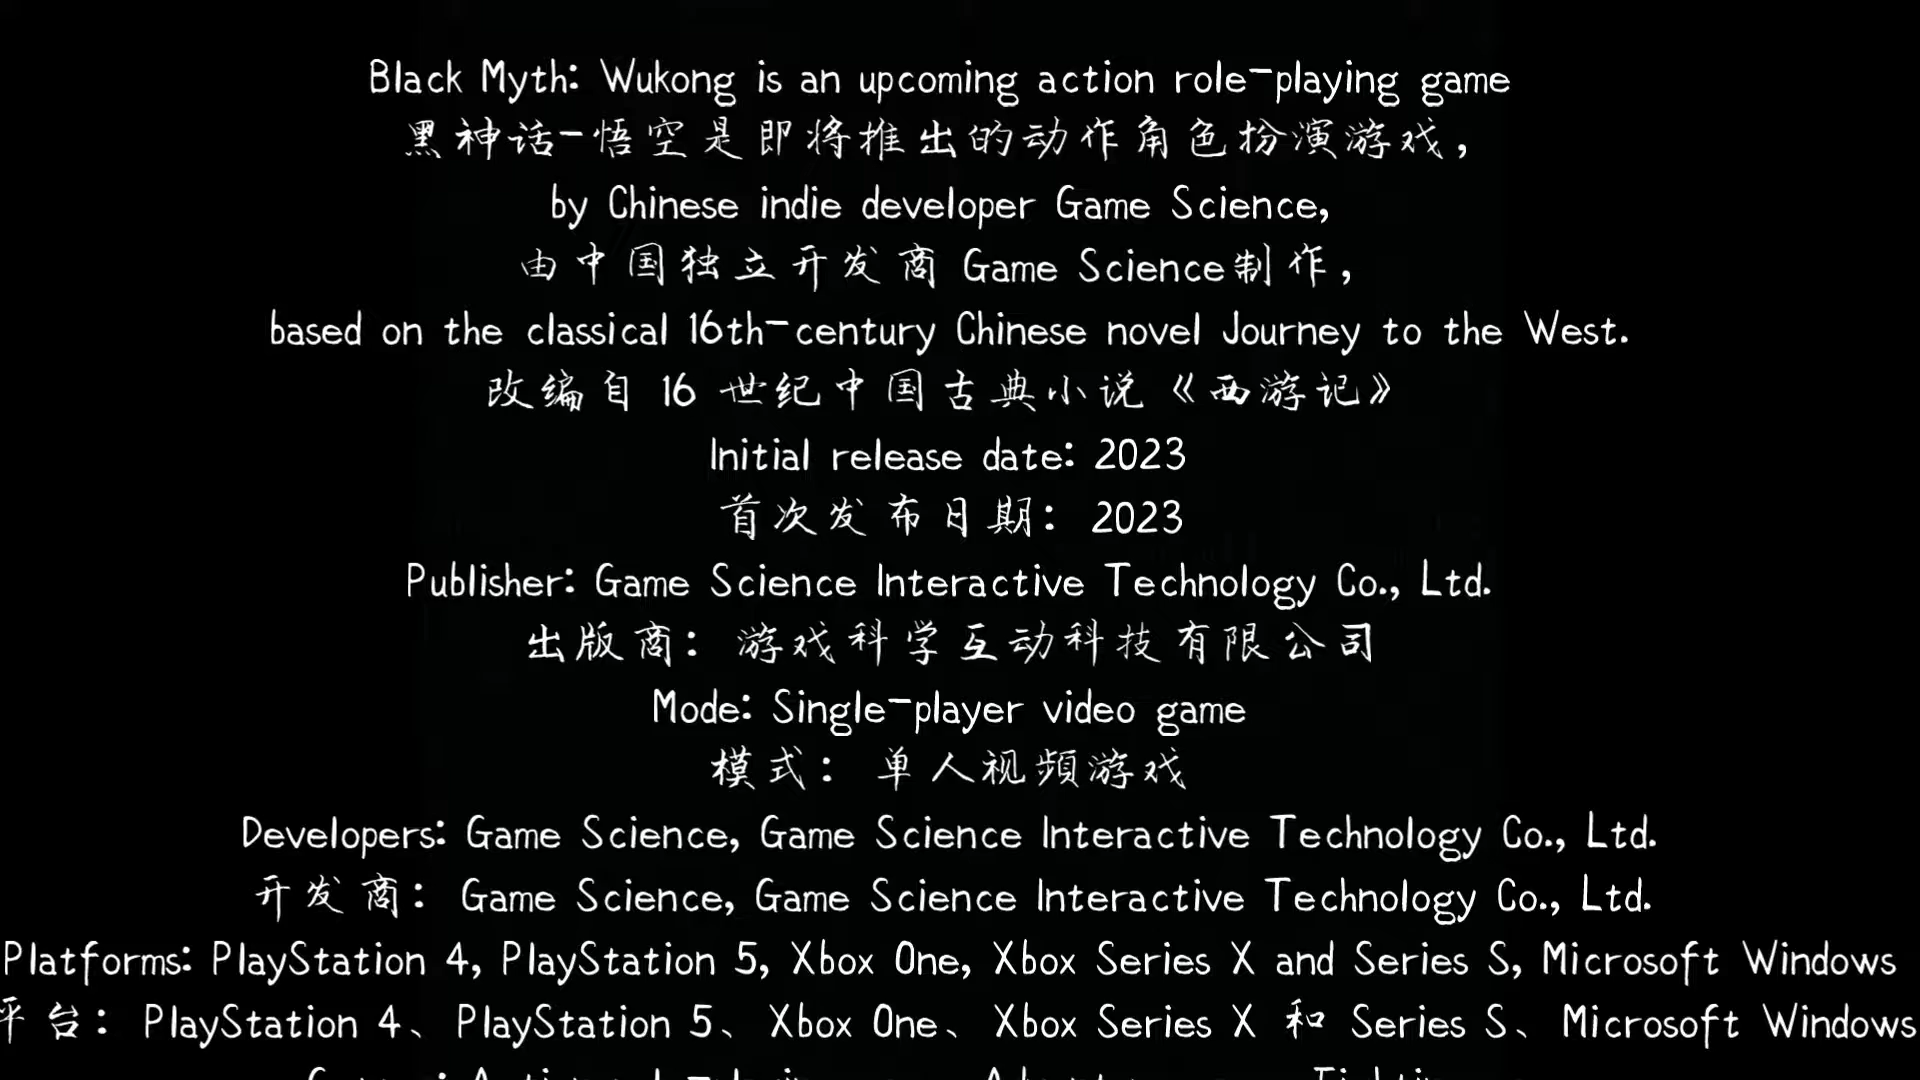 Black Myth: Wukong is an upcoming action role-playing game
黑神话-悟空是即将推出的动作角色扮演游戏，
by Chinese indie developer Game Science,
由中国独立开发商 Game Science制作，
based on the classical 16th-century Chinese novel Journey to the West.
改编自 16 世纪中国古典小说《西游记》
Initial release date: 2023
首次发布日期： 2023
Publisher: Game Science Interactive Technology Co., Ltd.
出版商： 游戏科学互动科技有限公司
Mode: Single-player video game
模式： 单人视频游戏
Developers: Game Science, Game Science Interactive Technology Co., Ltd.
开发商： Game Science, Game Science Interactive Technology Co., Ltd.
Platforms: PlayStation 4, PlayStation 5, Xbox One, Xbox Series X and Series S, Microsoft Windows
平台： PlayStation 4、PlayStation 5、Xbox One、Xbox Series X 和 Series S、Microsoft Windows